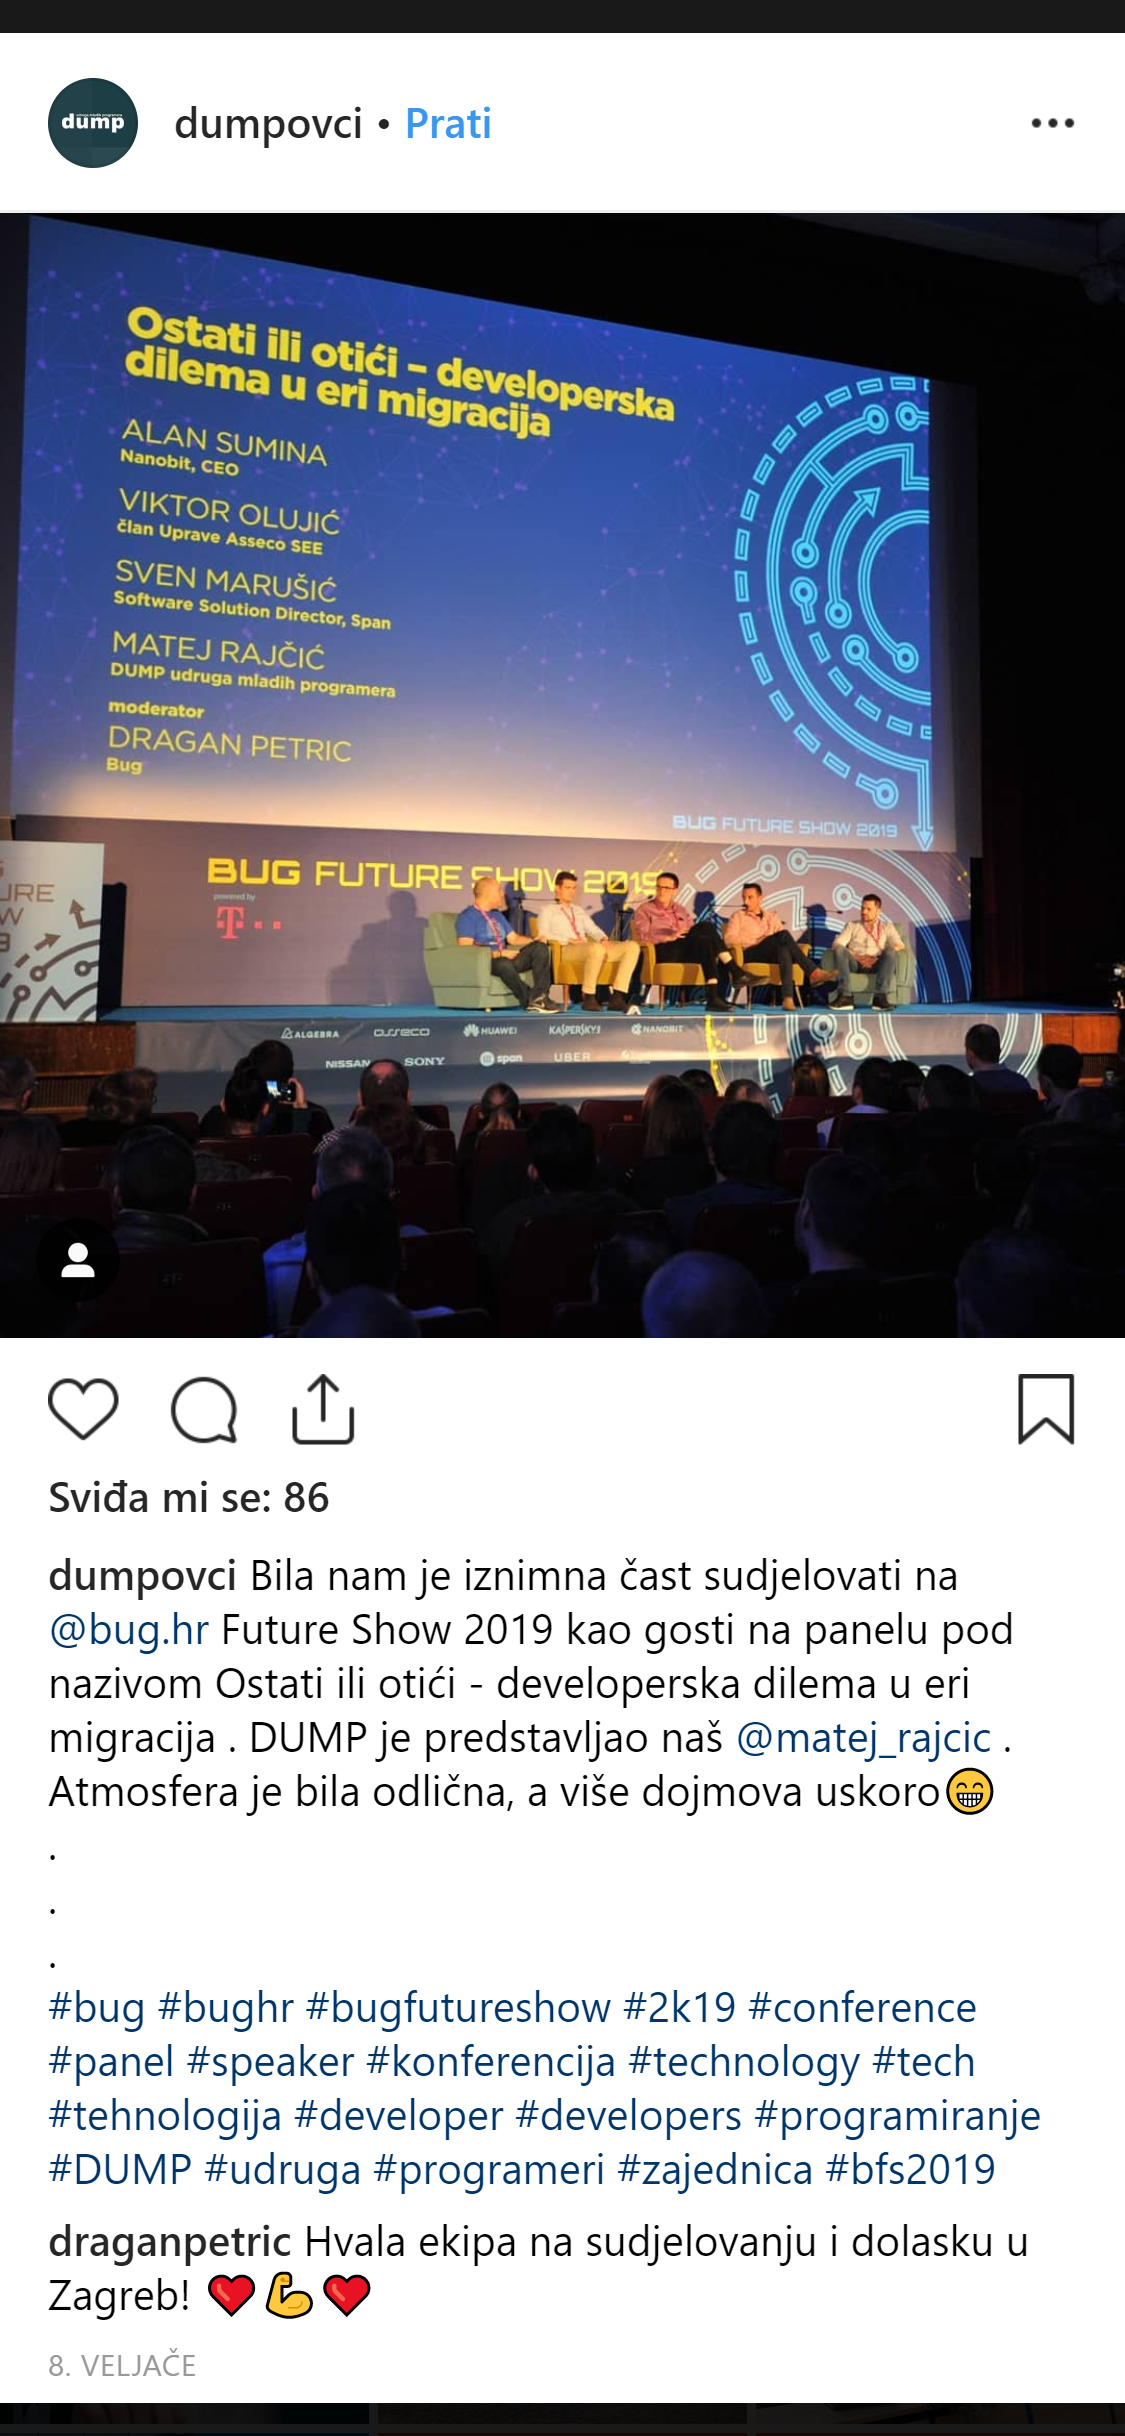 dump
dumpovci • Prati
Ostati ili otići – developerska
dilema u eri migracija
ALAN SUMINA
Nanobit, CEO
VIKTOR OLUJIĆ
član Uprave Asseco SEE
SVEN MARUŠIĆ
Software Solution Director, Span
MATEJ RAJČIĆ
DUMP udruga mladih programera
moderator
DRAGAN PETRIC
Bug
BUG FUTURE SHOW 2019
BUG FUTURE SHOW 2019
powered by
T
URE
W
ALGEBRA asseco HUAWEI KASPERSKY NANOBIT
NISSAN SONY span UBER
Sviđa mi se: 86
dumpovci Bila nam je iznimna čast sudjelovati na
@bug.hr Future Show 2019 kao gosti na panelu pod
nazivom Ostati ili otići - developerska dilema u eri
migracija . DUMP je predstavljao naš @matej_rajcic .
Atmosfera je bila odlična, a više dojmova uskoro😁
.
.
.
#bug #bughr #bugfutureshow #2k19 #conference
#panel #speaker #konferencija #technology #tech
#tehnologija #developer #developers #programiranje
#DUMP #udruga #programeri #zajednica #bfs2019
draganpetric Hvala ekipa na sudjelovanju i dolasku u
Zagreb! ❤️💪❤️
8. VELJAČE